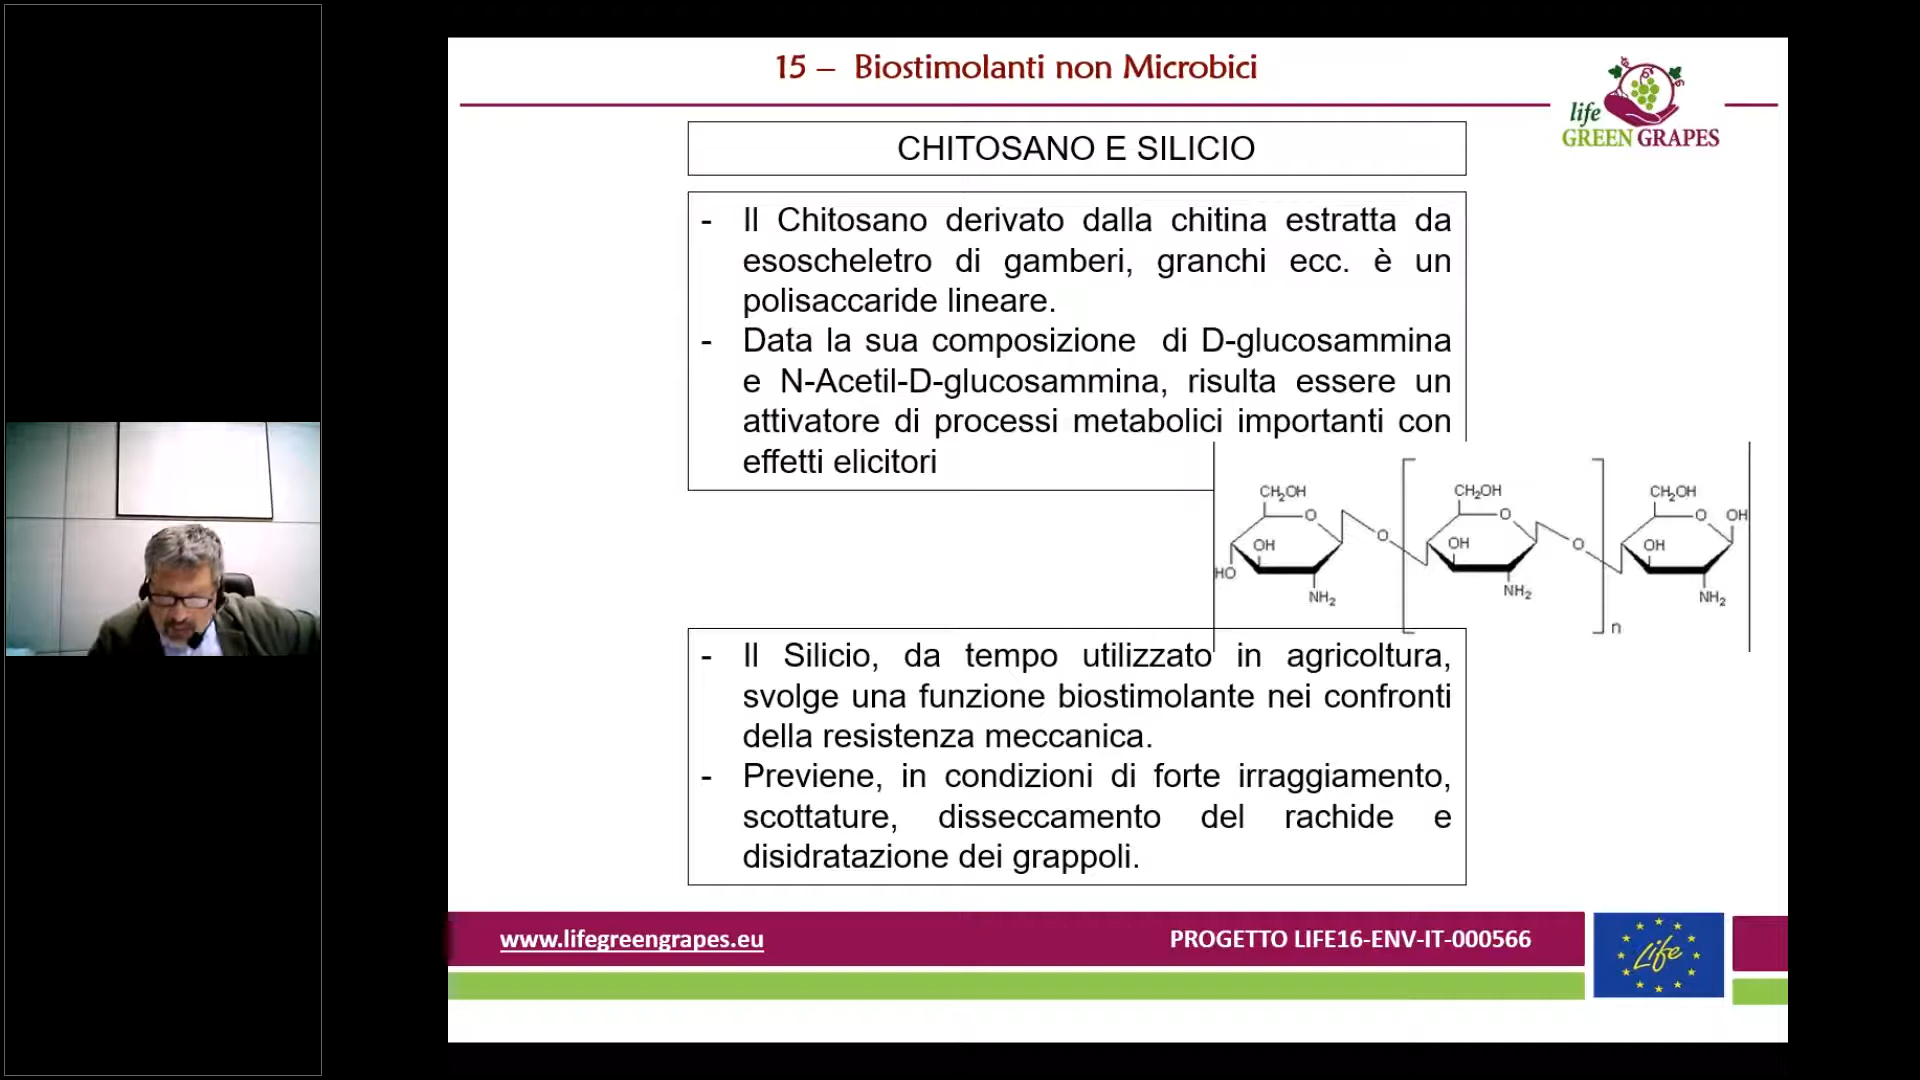 15 – Biostimolanti non Microbici
life
GREEN GRAPES
CHITOSANO E SILICIO
- Il Chitosano derivato dalla chitina estratta da
esoscheletro di gamberi, granchi ecc. è un
polisaccaride lineare.
- Data la sua composizione di D-glucosammina
e N-Acetil-D-glucosammina, risulta essere un
attivatore di processi metabolici importanti con
effetti elicitori
CH2OH CH2OH CH2OH
O O O OH
O O
OH OH OH
HO
NH2 NH2 NH2
n
- Il Silicio, da tempo utilizzato in agricoltura,
svolge una funzione biostimolante nei confronti
della resistenza meccanica.
- Previene, in condizioni di forte irraggiamento,
scottature, disseccamento del rachide e
disidratazione dei grappoli.
www.lifegreengrapes.eu
PROGETTO LIFE16-ENV-IT-000566
Life